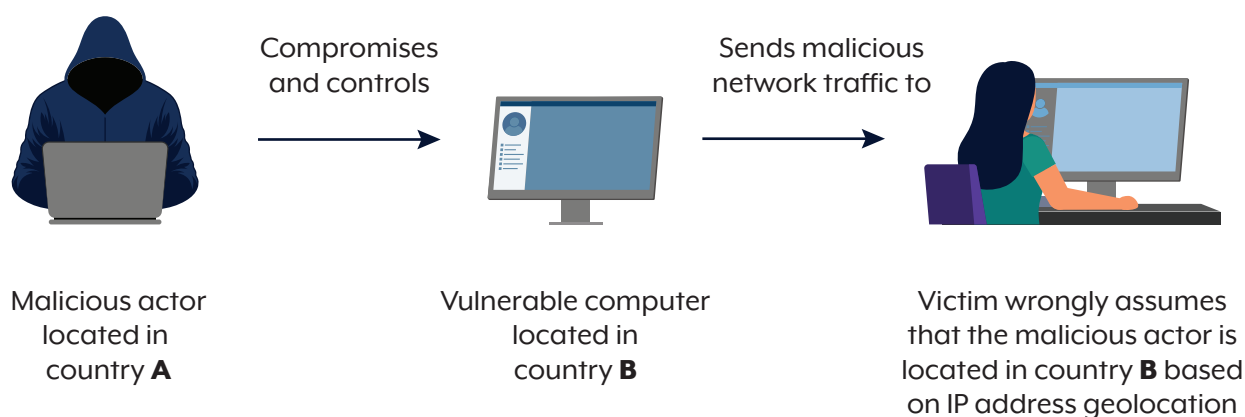 Compromises
and controls
Sends malicious
network traffic to
Malicious actor
located in
country A
Vulnerable computer
located in
country B
Victim wrongly assumes
that the malicious actor is
located in country B based
on IP address geolocation